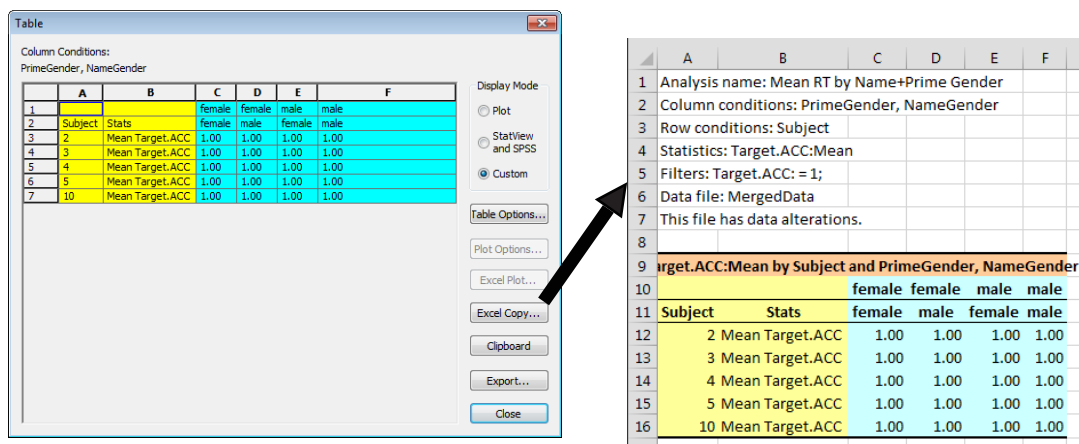 Table
Column Conditions:
PrimeGender, NameGender
A B C D E F
1 female female male male
2 Subject Stats female male female male
3 2 Mean Target.ACC 1.00 1.00 1.00 1.00
4 3 Mean Target.ACC 1.00 1.00 1.00 1.00
5 4 Mean Target.ACC 1.00 1.00 1.00 1.00
6 5 Mean Target.ACC 1.00 1.00 1.00 1.00
7 10 Mean Target.ACC 1.00 1.00 1.00 1.00
Display Mode
Plot
StatView
and SPSS
Custom
Table Options...
Plot Options...
Excel Plot...
Excel Copy...
Clipboard
Export...
Close
A B C D E F
1 Analysis name: Mean RT by Name+Prime Gender
2 Column conditions: PrimeGender, NameGender
3 Row conditions: Subject
4 Statistics: Target.ACC:Mean
5 Filters: Target.ACC: = 1;
6 Data file: MergedData
7 This file has data alterations.
8
9 arget.ACC:Mean by Subject and PrimeGender, NameGender
10 female female male male
11 Subject Stats female male female male
12 2 Mean Target.ACC 1.00 1.00 1.00 1.00
13 3 Mean Target.ACC 1.00 1.00 1.00 1.00
14 4 Mean Target.ACC 1.00 1.00 1.00 1.00
15 5 Mean Target.ACC 1.00 1.00 1.00 1.00
16 10 Mean Target.ACC 1.00 1.00 1.00 1.00